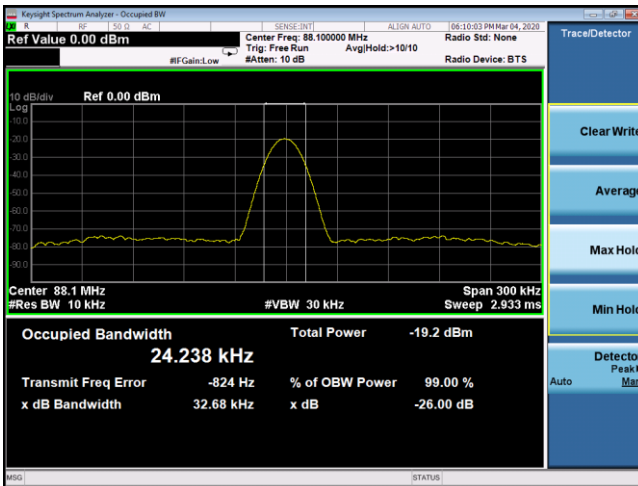 Keysight Spectrum Analyzer - Occupied BW
R RF 50 Ω AC SENSE:INT ALIGN AUTO 06:10:03 PM Mar 04, 2020
Ref Value 0.00 dBm
Center Freq: 88.100000 MHz
Radio Std: None
Trig: Free Run Avg|Hold:>10/10
#IFGain:Low #Atten: 10 dB Radio Device: BTS
Trace/Detector
10 dB/div Ref 0.00 dBm
Log
-10.0
-20.0
-30.0
-40.0
-50.0
-60.0
-70.0
-80.0
-90.0
Center 88.1 MHz Span 300 kHz
#Res BW 10 kHz #VBW 30 kHz Sweep 2.933 ms
Occupied Bandwidth Total Power -19.2 dBm
24.238 kHz
Transmit Freq Error -824 Hz % of OBW Power 99.00 %
x dB Bandwidth 32.68 kHz x dB -26.00 dB
Clear Write
Average
Max Hold
Min Hold
Detector
Peak
Auto Man
MSG STATUS